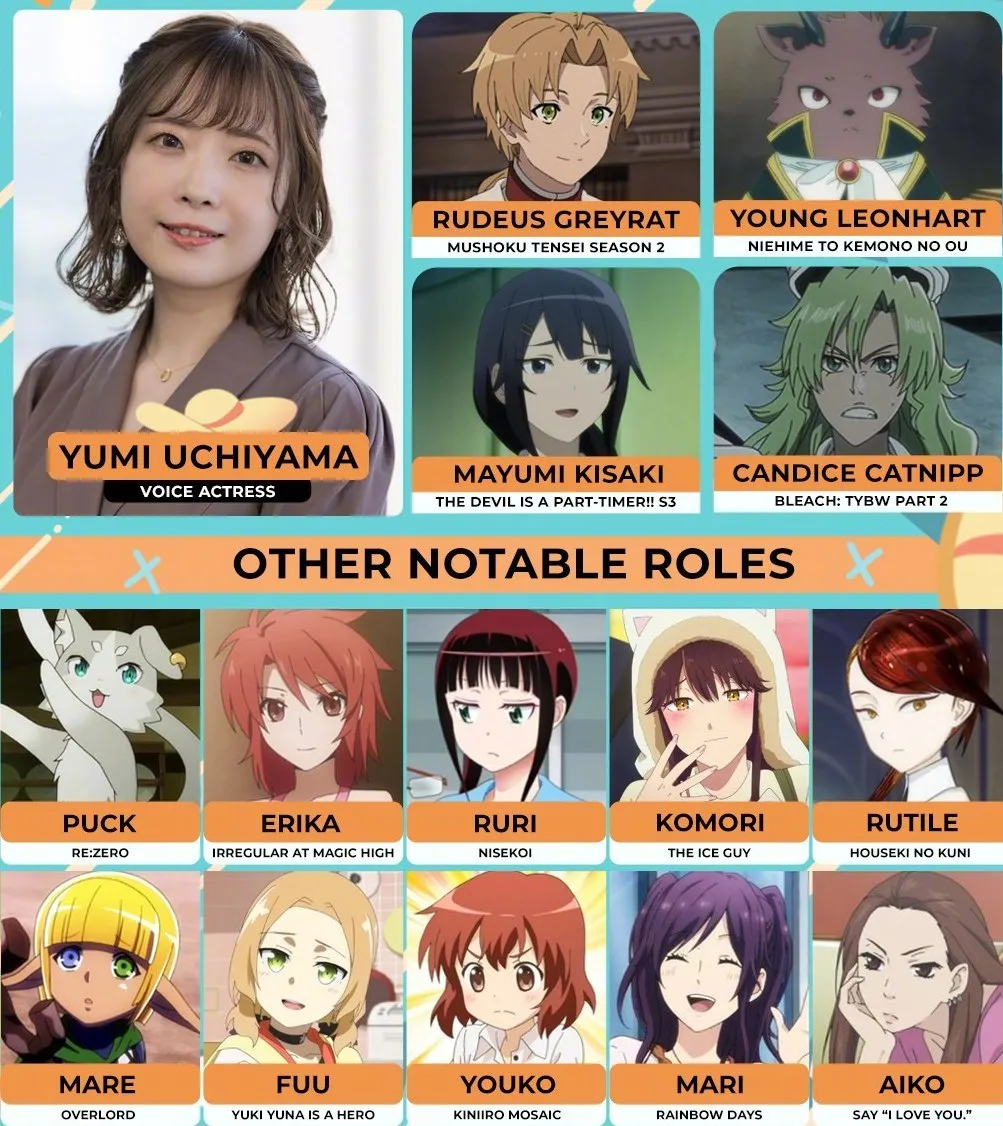 YUMI UCHIYAMA
VOICE ACTRESS
RUDEUS GREYRAT
MUSHOKU TENSEI SEASON 2
YOUNG LEONHART
NIEHIME TO KEMONO NO OU
MAYUMI KISAKI
THE DEVIL IS A PART-TIMER!! S3
CANDICE CATNIPP
BLEACH: TYBW PART 2
OTHER NOTABLE ROLES
PUCK
RE:ZERO
ERIKA
IRREGULAR AT MAGIC HIGH
RURI
NISEKOI
KOMORI
THE ICE GUY
RUTILE
HOUSEKI NO KUNI
MARE
OVERLORD
FUU
YUKI YUNA IS A HERO
YOUKO
KINIIRO MOSAIC
MARI
RAINBOW DAYS
AIKO
SAY “I LOVE YOU.”